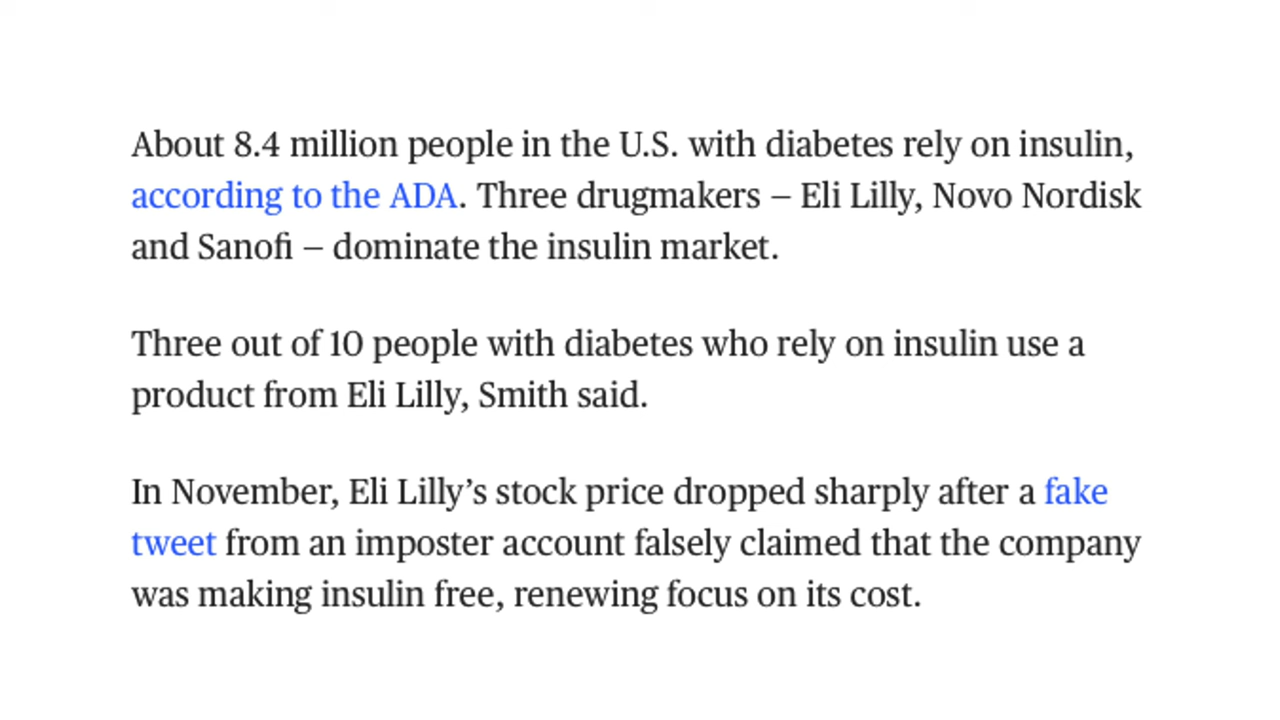 About 8.4 million people in the U.S. with diabetes rely on insulin,
according to the ADA. Three drugmakers — Eli Lilly, Novo Nordisk
and Sanofi — dominate the insulin market.
Three out of 10 people with diabetes who rely on insulin use a
product from Eli Lilly, Smith said.
In November, Eli Lilly’s stock price dropped sharply after a fake
tweet from an imposter account falsely claimed that the company
was making insulin free, renewing focus on its cost.